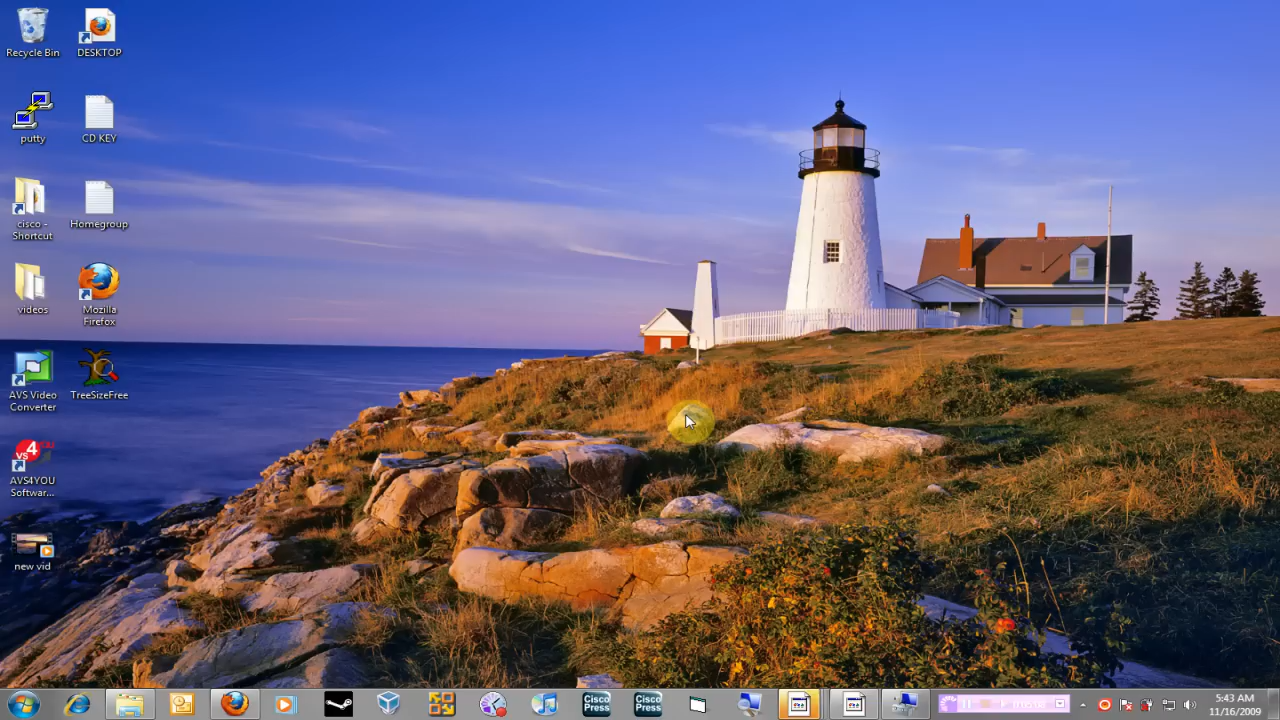 Recycle Bin
DESKTOP
putty
CD KEY
cisco -
Shortcut
Homegroup
videos
Mozilla
Firefox
AVS Video
Converter
TreeSizeFree
VS4YOU
AVS4YOU
Softwar...
new vid
Cisco
Press
Cisco
Press
5:43 AM
11/16/2009